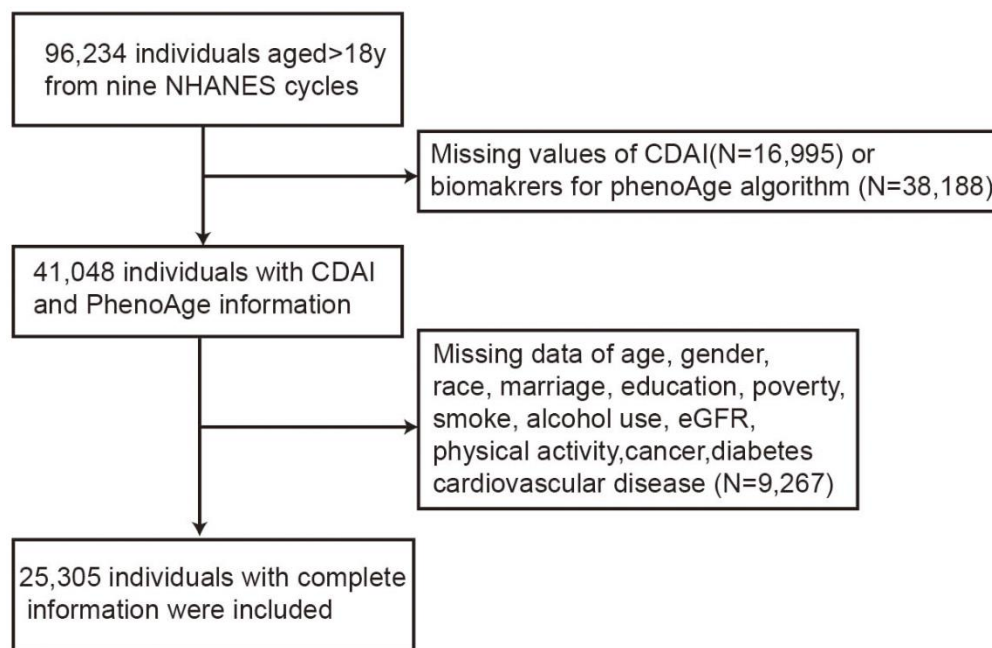 96,234 individuals aged>18y
from nine NHANES cycles
Missing values of CDAI(N=16,995) or
biomakrers for phenoAge algorithm (N=38,188)
41,048 individuals with CDAI
and PhenoAge information
Missing data of age, gender,
race, marriage, education, poverty,
smoke, alcohol use, eGFR,
physical activity,cancer,diabetes
cardiovascular disease (N=9,267)
25,305 individuals with complete
information were included